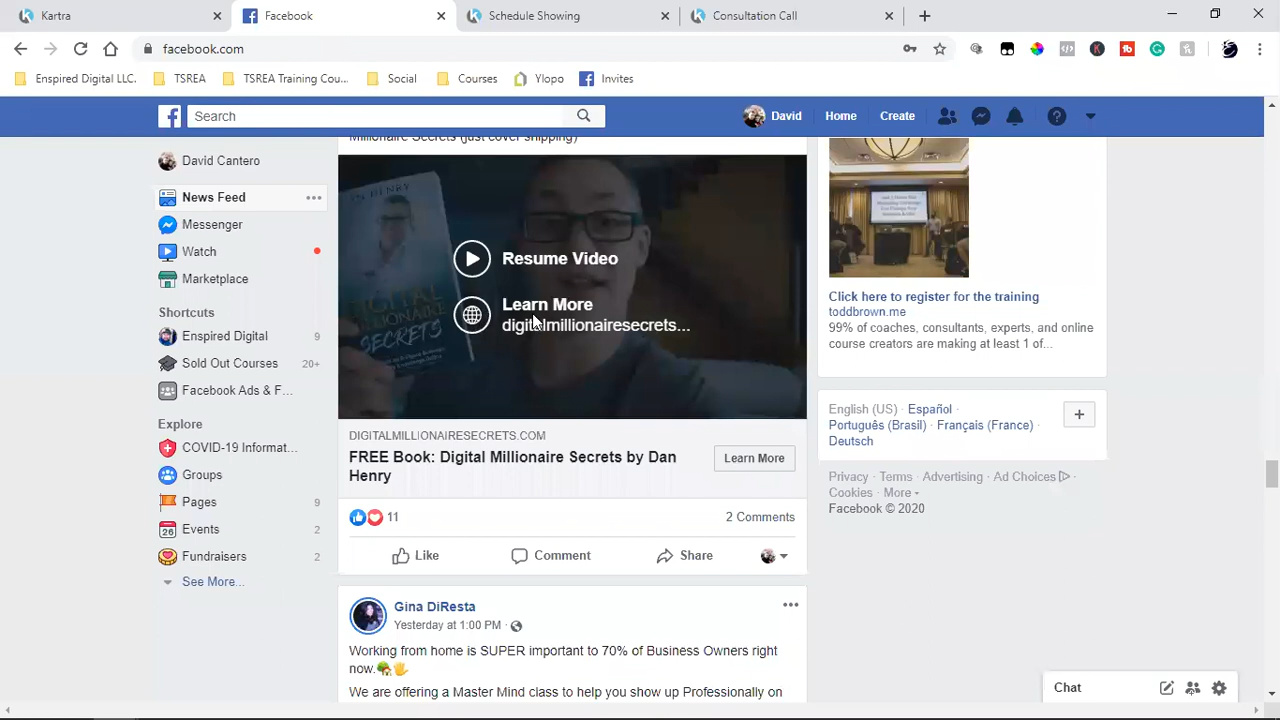 Kartra
Facebook
Schedule Showing
Consultation Call
facebook.com
Enspired Digital LLC.
TSREA
TSREA Training Cou...
Social
Courses
Ylopo
Invites
Search
David
Home
Create
David Cantero
News Feed
Messenger
Watch
Marketplace
Shortcuts
Enspired Digital 9
Sold Out Courses 20+
Facebook Ads & F...
Explore
COVID-19 Informat...
Groups
Pages 9
Events 2
Fundraisers 2
See More...
Millionaire Secrets (just cover shipping)
DIGITAL
MILLIONAIRE
SECRETS
Resume Video
Learn More
digitalmillionairesecrets...
DIGITALMILLIONAIRESECRETS.COM
FREE Book: Digital Millionaire Secrets by Dan
Henry
Learn More
11
2 Comments
Like
Comment
Share
Gina DiResta
Yesterday at 1:00 PM ·
Working from home is SUPER important to 70% of Business Owners right
now.🏡🖐
We are offering a Master Mind class to help you show up Professionally on
Click here to register for the training
toddbrown.me
99% of coaches, consultants, experts, and online
course creators are making at least 1 of...
English (US) · Español ·
Português (Brasil) · Français (France) ·
Deutsch
Privacy · Terms · Advertising · Ad Choices ·
Cookies · More
Facebook © 2020
Chat